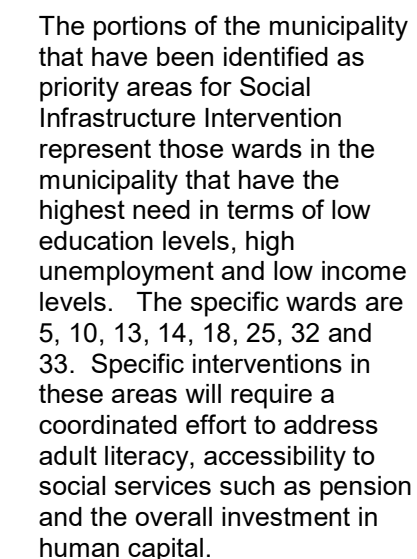 The portions of the municipality
that have been identified as
priority areas for Social
Infrastructure Intervention
represent those wards in the
municipality that have the
highest need in terms of low
education levels, high
unemployment and low income
levels.   The specific wards are
5, 10, 13, 14, 18, 25, 32 and
33.  Specific interventions in
these areas will require a
coordinated effort to address
adult literacy, accessibility to
social services such as pension
and the overall investment in
human capital.